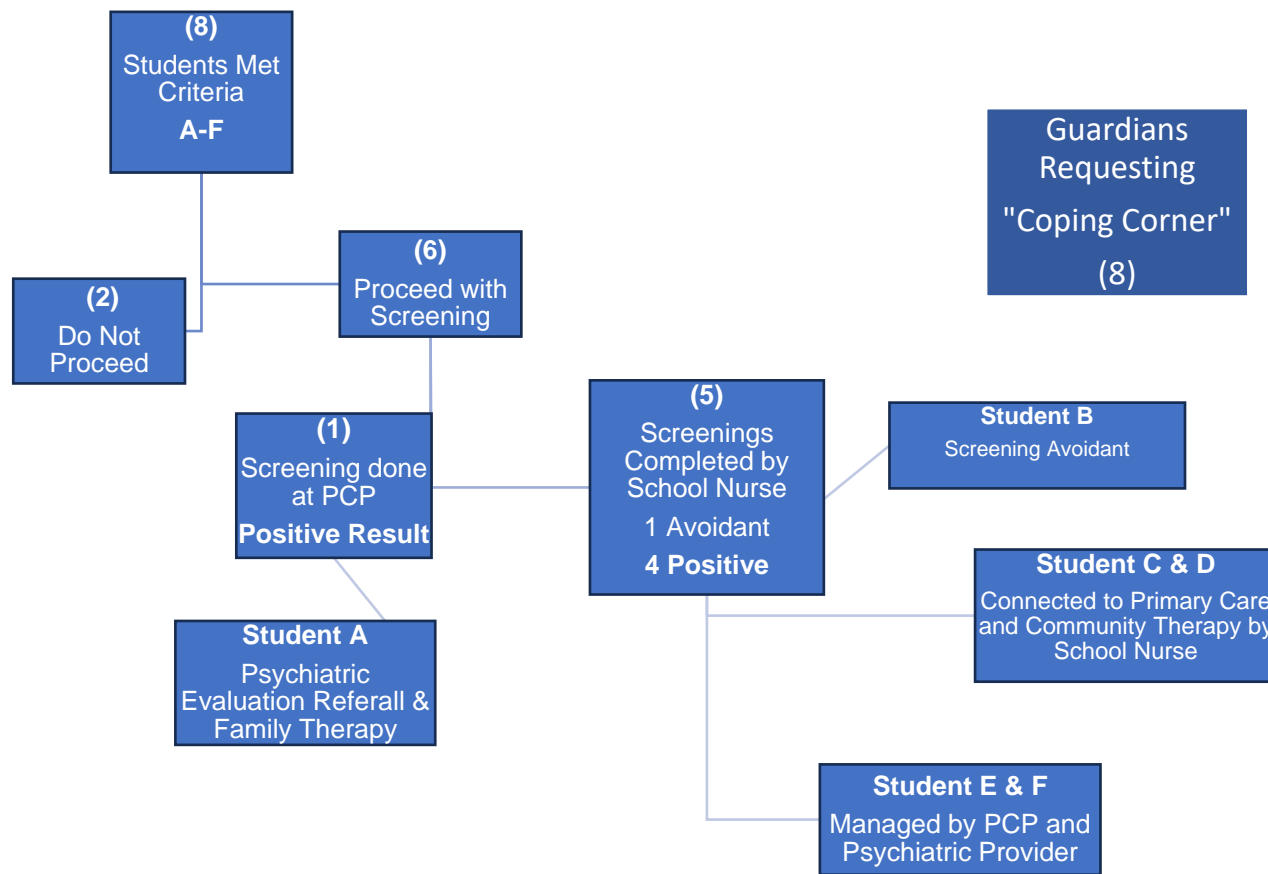 (8)
Students Met
Criteria
A-F
Guardians
Requesting
"Coping Corner"
(8)
(6)
Proceed with
Screening
(2)
Do Not
Proceed
(1)
Screening done
at PCP
Positive Result
(5)
Screenings
Completed by
School Nurse
1 Avoidant
4 Positive
Student B
Screening Avoidant
Student C & D
Connected to Primary Care
and Community Therapy by
School Nurse
Student A
Psychiatric
Evaluation Referall &
Family Therapy
Student E & F
Managed by PCP and
Psychiatric Provider